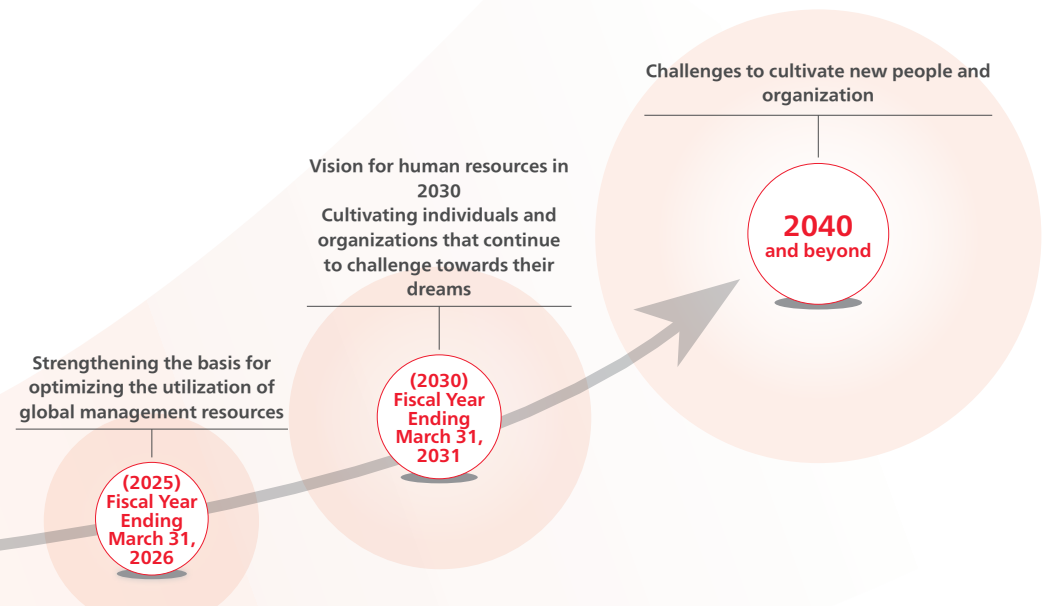 Challenges to cultivate new people and
organization
2040
and beyond
Vision for human resources in
2030
Cultivating individuals and
organizations that continue
to challenge towards their
dreams
(2030)
Fiscal Year
Ending
March 31,
2031
Strengthening the basis for
optimizing the utilization of
global management resources
(2025)
Fiscal Year
Ending
March 31,
2026